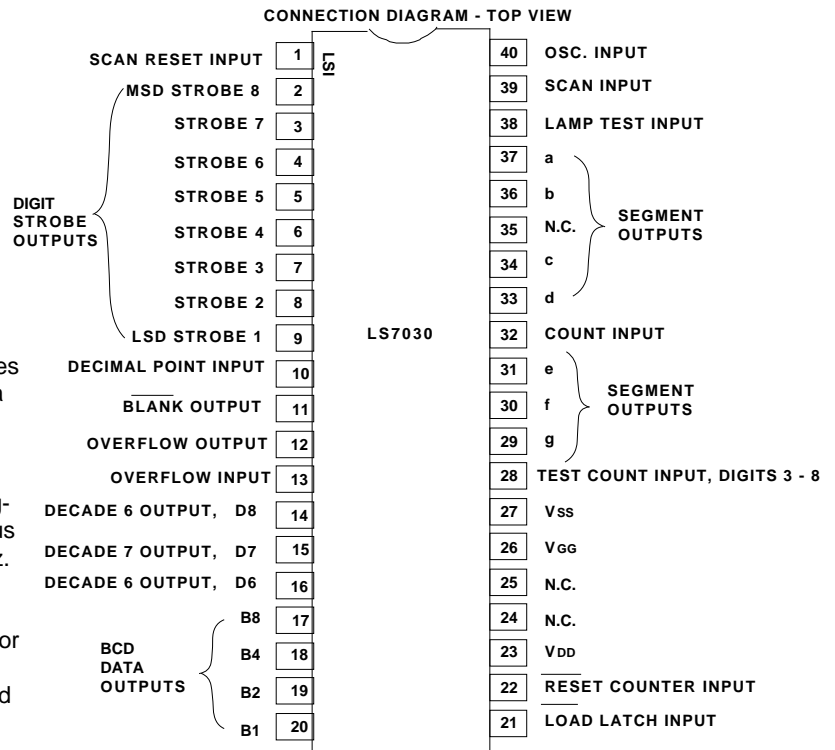 CONNECTION DIAGRAM - TOP VIEW
LSI
SCAN RESET INPUT 1
MSD STROBE 8 2
STROBE 7 3
STROBE 6 4
STROBE 5 5
STROBE 4 6
STROBE 3 7
STROBE 2 8
LSD STROBE 1 9
DIGIT
STROBE
OUTPUTS
DECIMAL POINT INPUT 10
BLANK OUTPUT 11
OVERFLOW OUTPUT 12
OVERFLOW INPUT 13
DECADE 6 OUTPUT, D8 14
DECADE 7 OUTPUT, D7 15
DECADE 6 OUTPUT, D6 16
B8 17
B4 18
B2 19
B1 20
BCD
DATA
OUTPUTS
LS7030
40 OSC. INPUT
39 SCAN INPUT
38 LAMP TEST INPUT
37 a
36 b
35 N.C.
34 c
33 d
SEGMENT
OUTPUTS
32 COUNT INPUT
31 e
30 f
29 g
SEGMENT
OUTPUTS
28 TEST COUNT INPUT, DIGITS 3 - 8
27 VSS
26 VGG
25 N.C.
24 N.C.
23 VDD
22 RESET COUNTER INPUT
21 LOAD LATCH INPUT
es
g-
us
z.
or
d